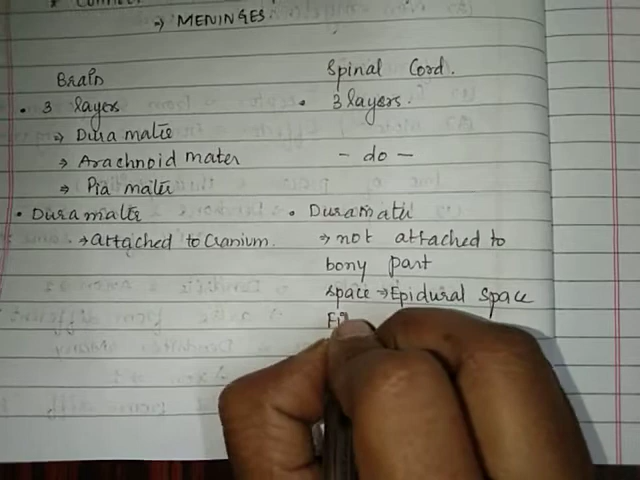 → MENINGES.
Brain
• 3 layers
→ Dura mater
→ Arachnoid mater
→ Pia mater
• Dura mater
→ attached to Cranium.
Spinal Cord.
• 3 layers.
- do -
• Dura mater
→ not attached to
bony part
space → Epidural space
Fi